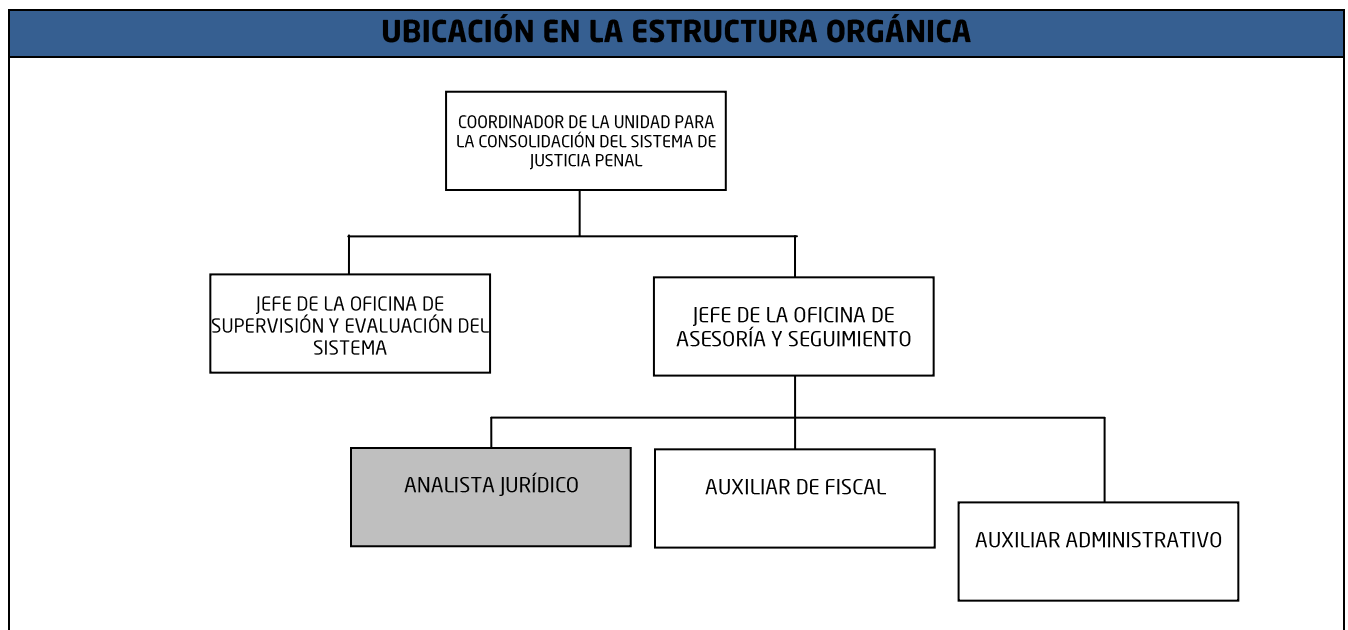 UBICACIÓN EN LA ESTRUCTURA ORGÁNICA
COORDINADOR DE LA UNIDAD PARA
LA CONSOLIDACIÓN DEL SISTEMA DE
JUSTICIA PENAL
JEFE DE LA OFICINA DE
SUPERVISIÓN Y EVALUACIÓN DEL
SISTEMA
JEFE DE LA OFICINA DE
ASESORÍA Y SEGUIMIENTO
ANALISTA JURÍDICO
AUXILIAR DE FISCAL
AUXILIAR ADMINISTRATIVO